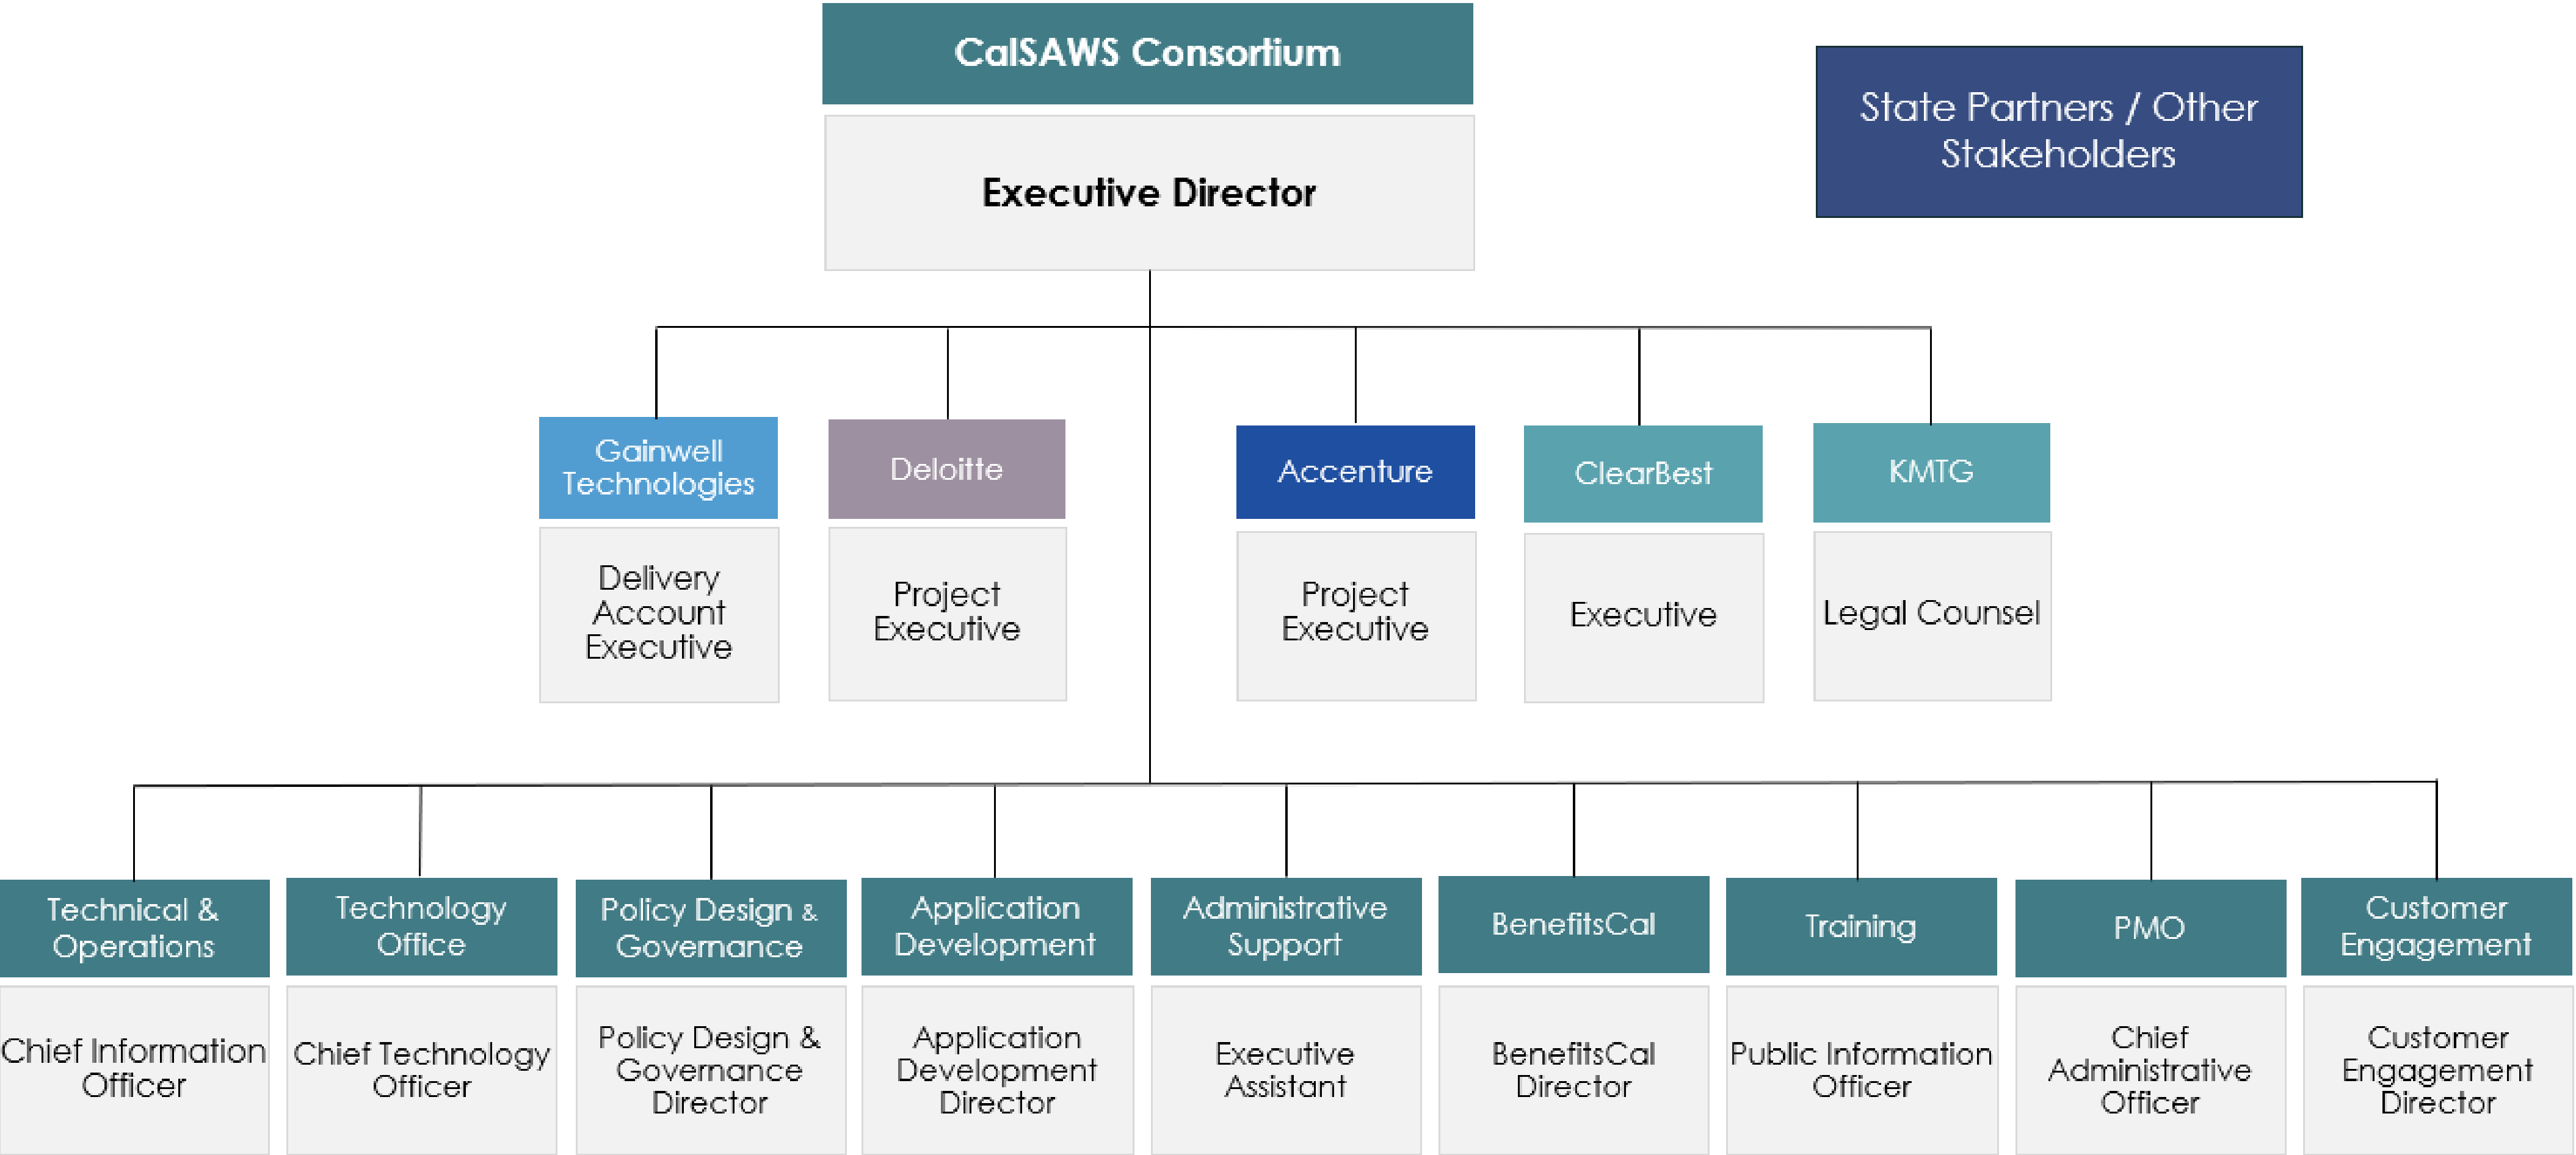 CalSAWS Consortium
Executive Director
State Partners / Other
Stakeholders
Gainwell
Technologies
Delivery
Account
Executive
Deloitte
Project
Executive
Accenture
Project
Executive
ClearBest
Executive
KMTG
Legal Counsel
Technical &
Operations
Chief Information
Officer
Technology
Office
Chief Technology
Officer
Policy Design &
Governance
Policy Design &
Governance
Director
Application
Development
Application
Development
Director
Administrative
Support
Executive
Assistant
BenefitsCal
BenefitsCal
Director
Training
Public Information
Officer
PMO
Chief
Administrative
Officer
Customer
Engagement
Customer
Engagement
Director